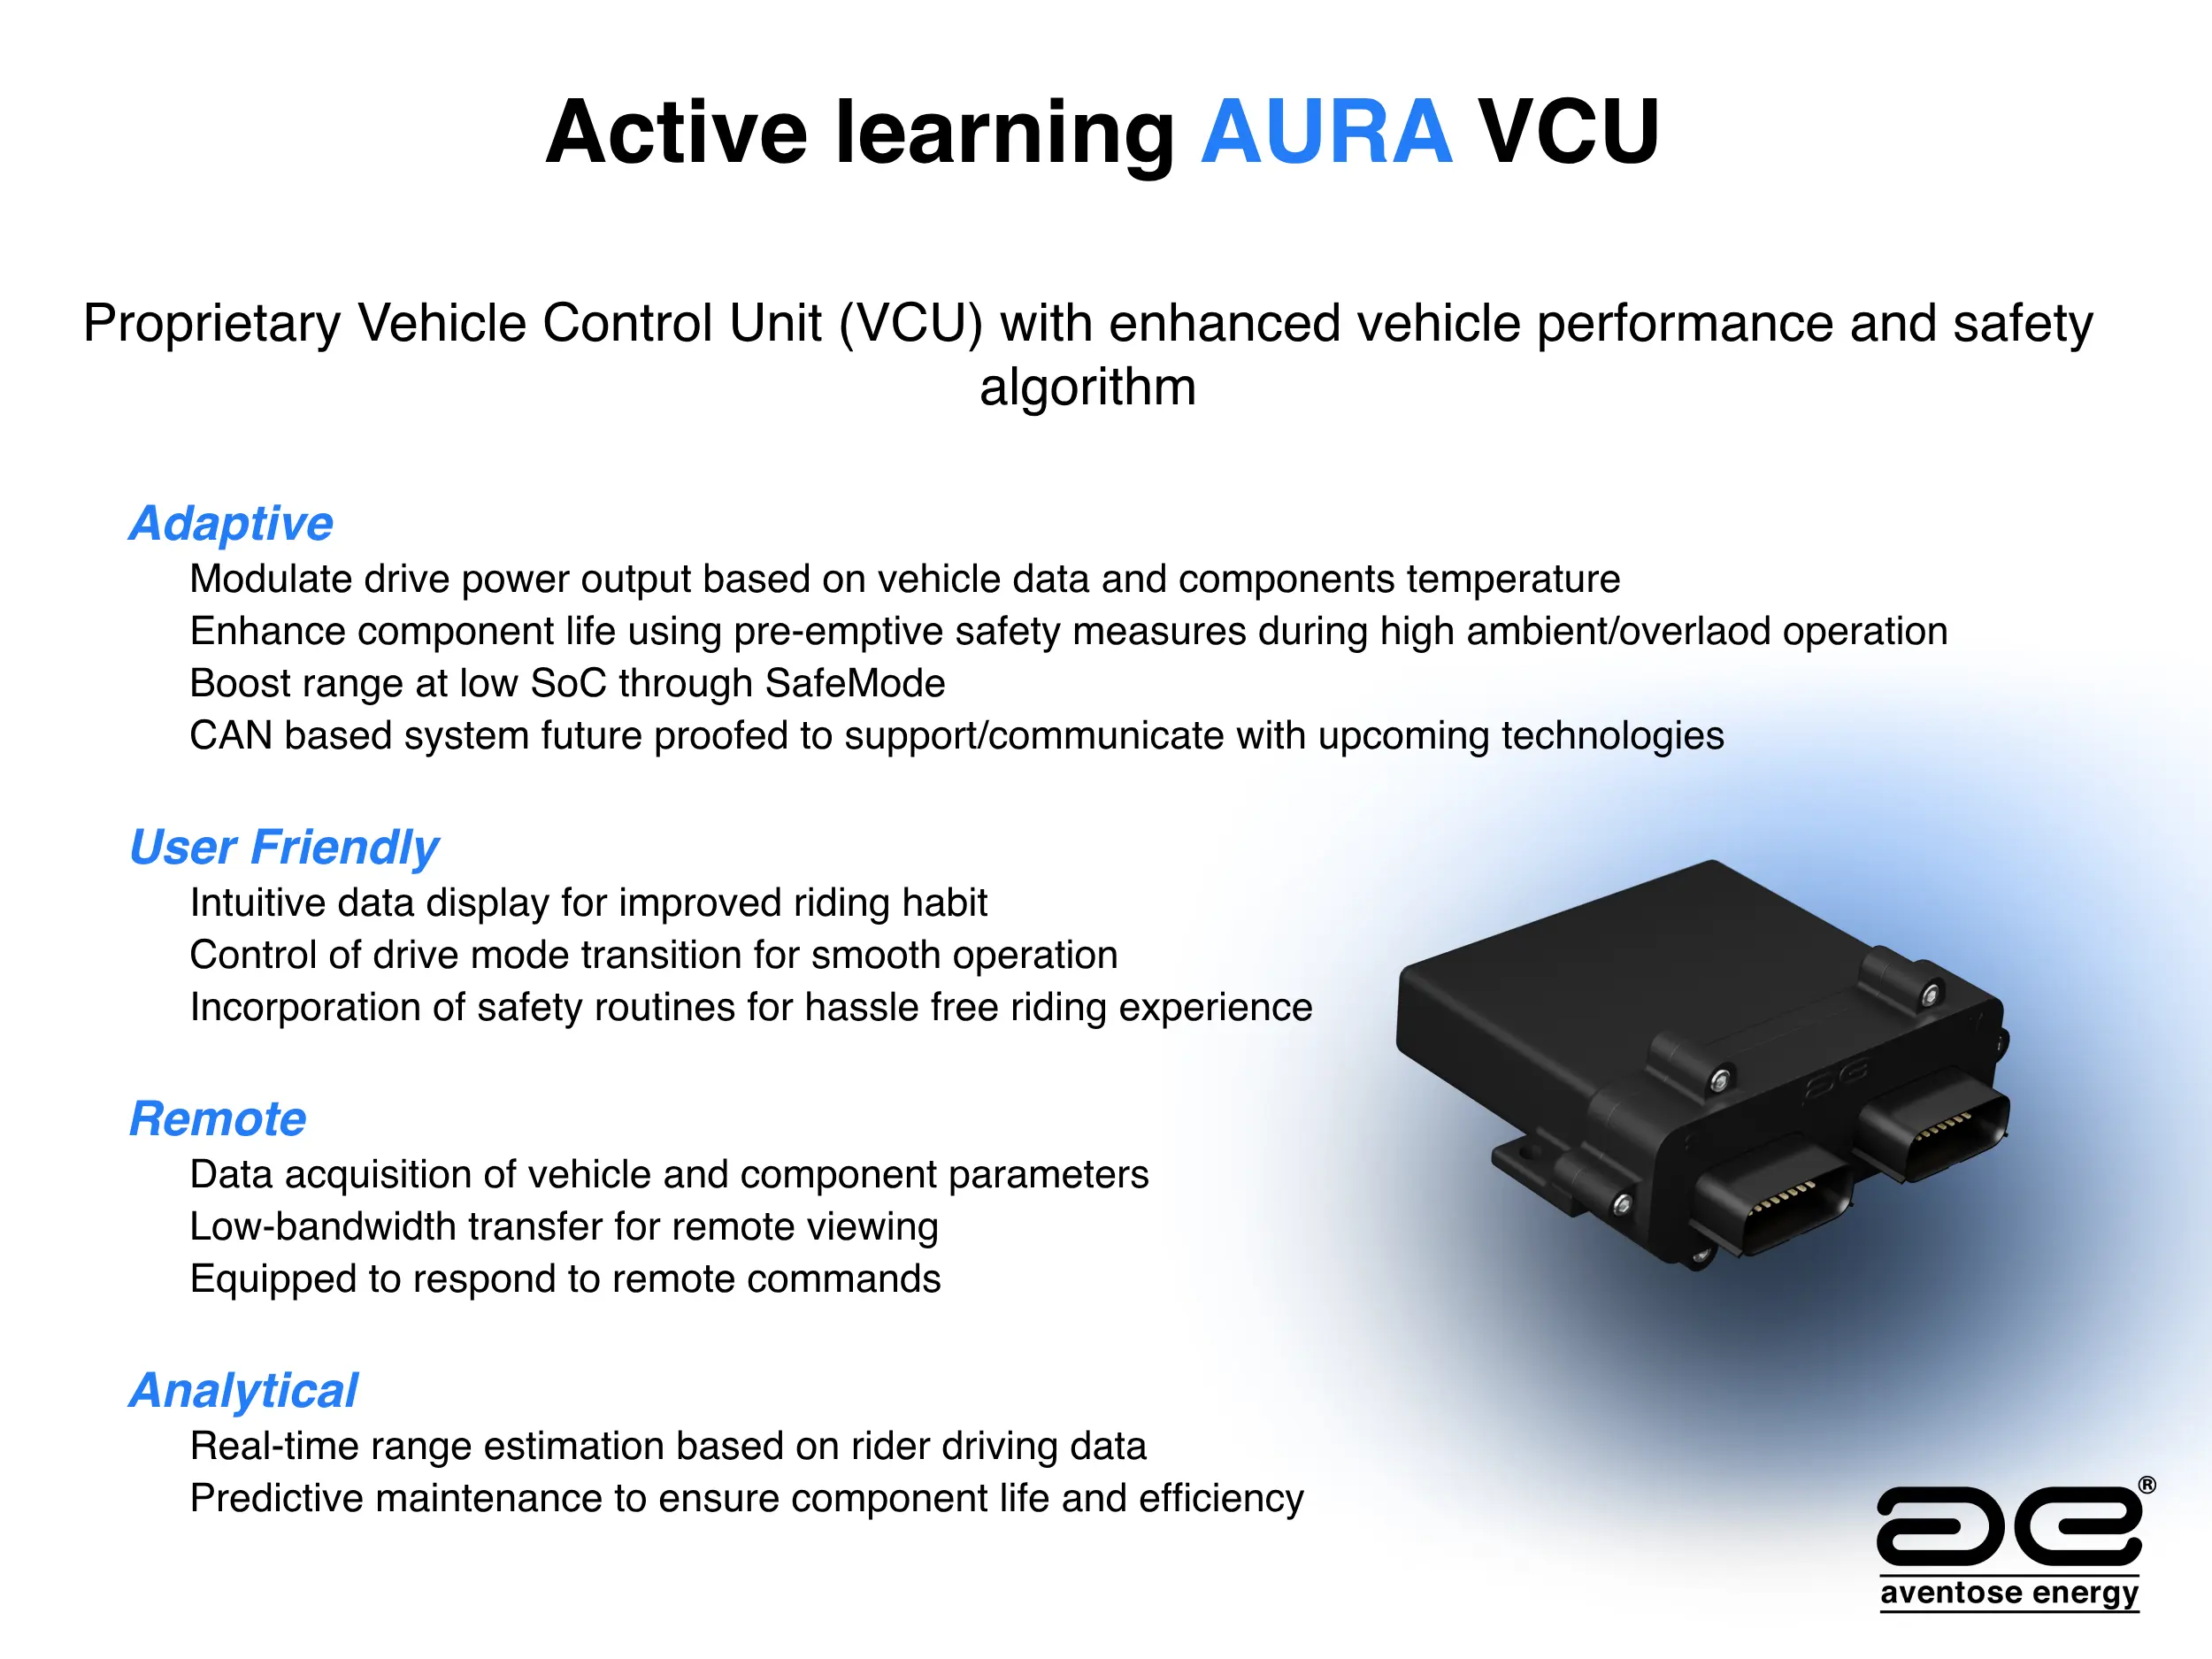 Active learning AURA VCU
Proprietary Vehicle Control Unit (VCU) with enhanced vehicle performance and safety
algorithm
Adaptive
Modulate drive power output based on vehicle data and components temperature
Enhance component life using pre-emptive safety measures during high ambient/overlaod operation
Boost range at low SoC through SafeMode
CAN based system future proofed to support/communicate with upcoming technologies
User Friendly
Intuitive data display for improved riding habit
Control of drive mode transition for smooth operation
Incorporation of safety routines for hassle free riding experience
Remote
Data acquisition of vehicle and component parameters
Low-bandwidth transfer for remote viewing
Equipped to respond to remote commands
Analytical
Real-time range estimation based on rider driving data
Predictive maintenance to ensure component life and efficiency
ae®
aventose energy